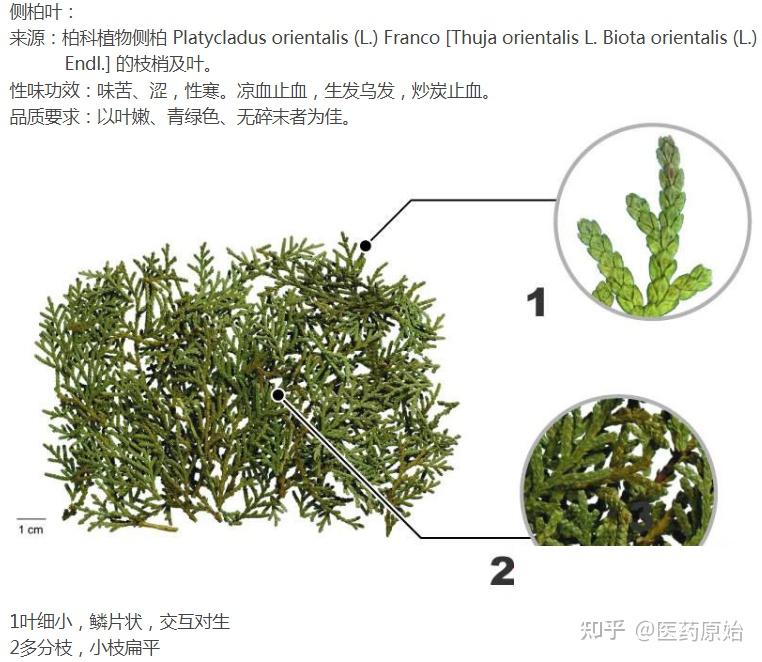 侧柏叶：
来源：柏科植物侧柏 Platycladus orientalis (L.) Franco [Thuja orientalis L. Biota orientalis (L.)
Endl.] 的枝梢及叶。
性味功效：味苦、涩，性寒。凉血止血，生发乌发，炒炭止血。
品质要求：以叶嫩、青绿色、无碎末者为佳。
1
3
1 cm
2
1叶细小，鳞片状，交互对生
2多分枝，小枝扁平
知乎 @医药原始